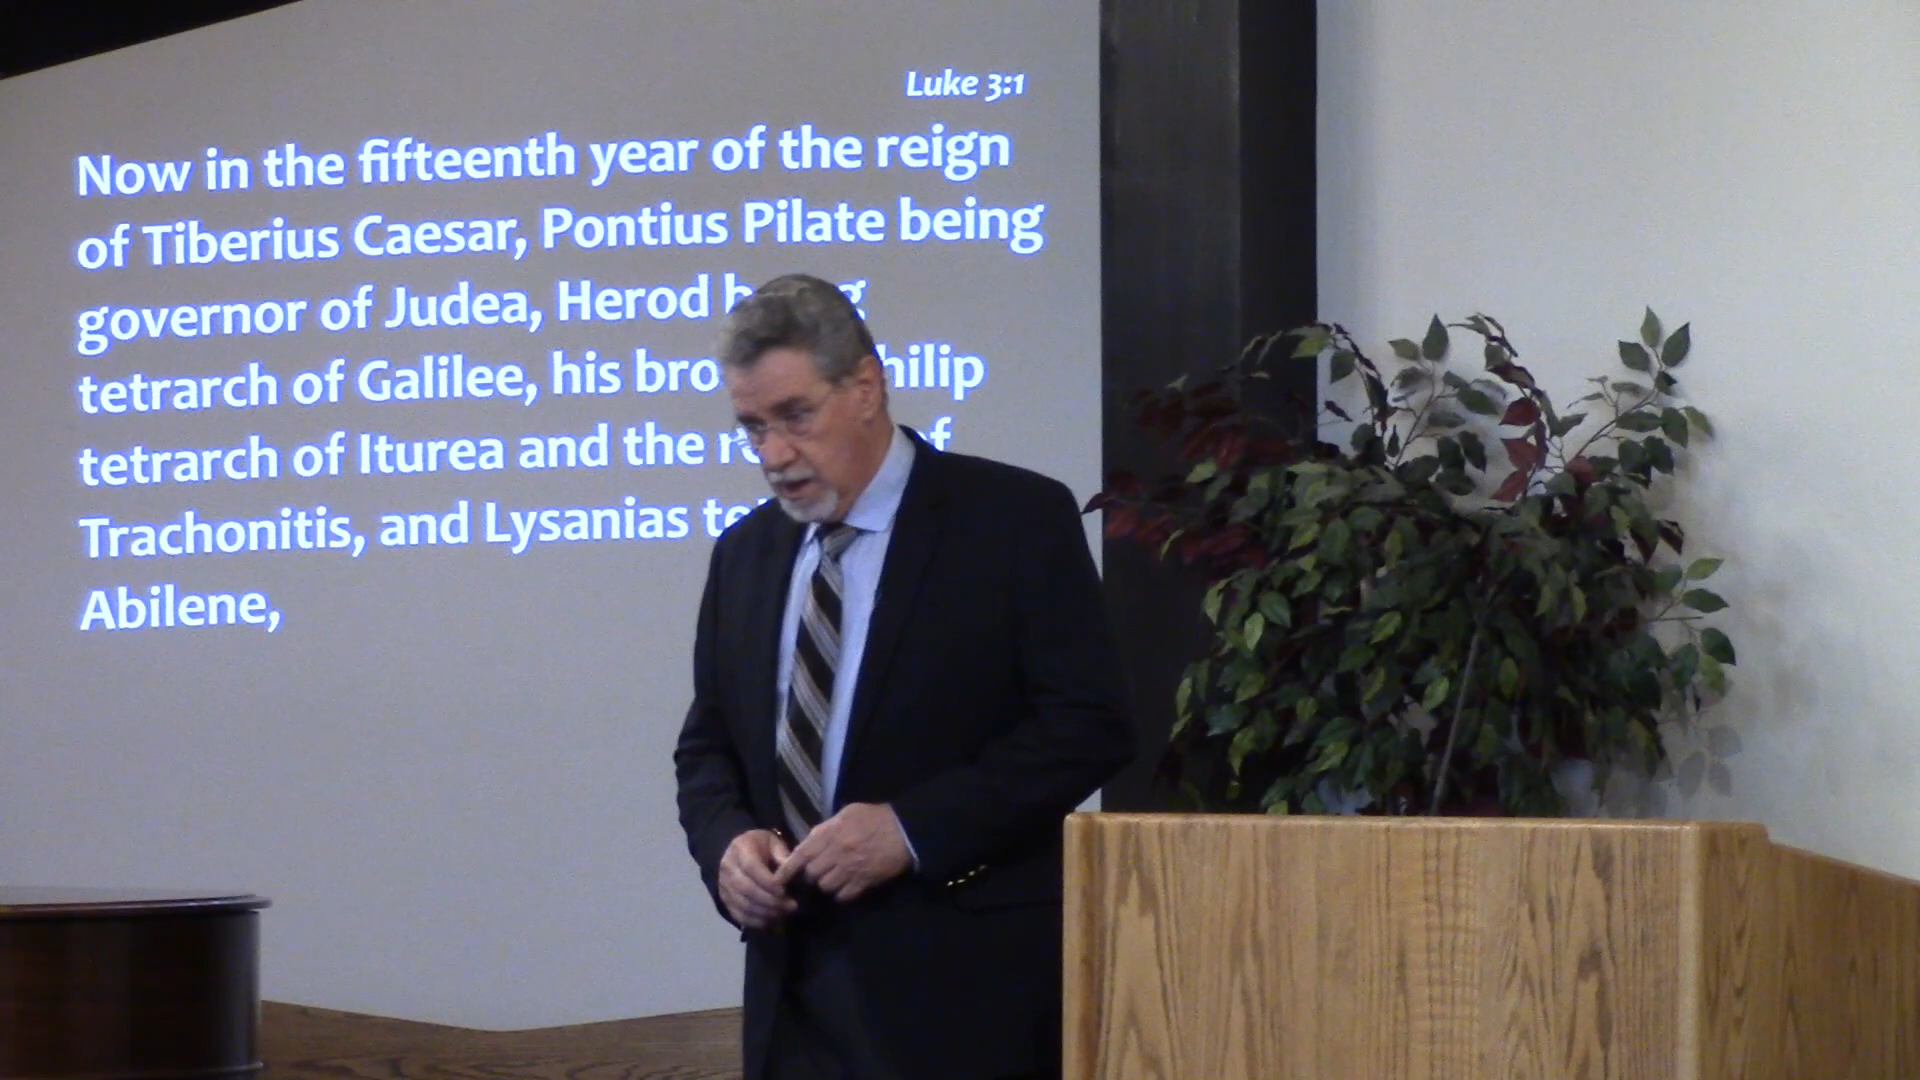 Luke 3:1
Now in the fifteenth year of the reign
of Tiberius Caesar, Pontius Pilate being
governor of Judea, Herod
tetrarch of Galilee, his
tetrarch of Iturea and the of
Trachonitis, and Lysanias
Abilene,